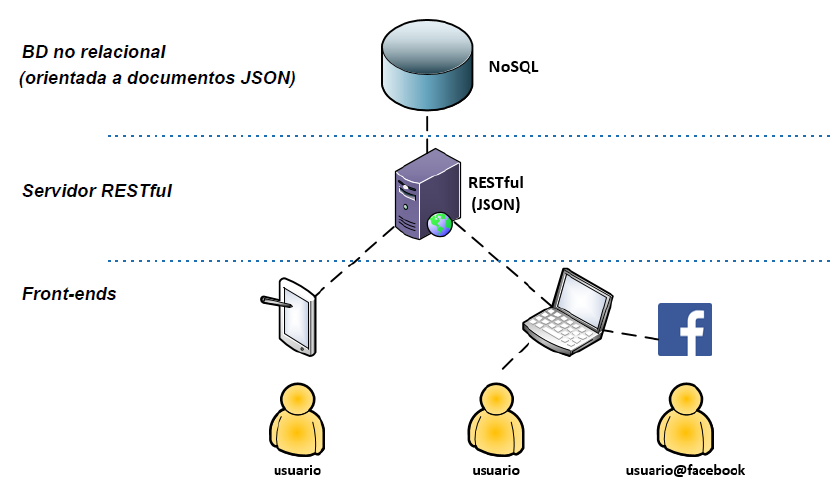 BD no relacional
(orientada a documentos JSON)
NoSQL
Servidor RESTful
RESTful
(JSON)
Front-ends
f
usuario
usuario
usuario@facebook